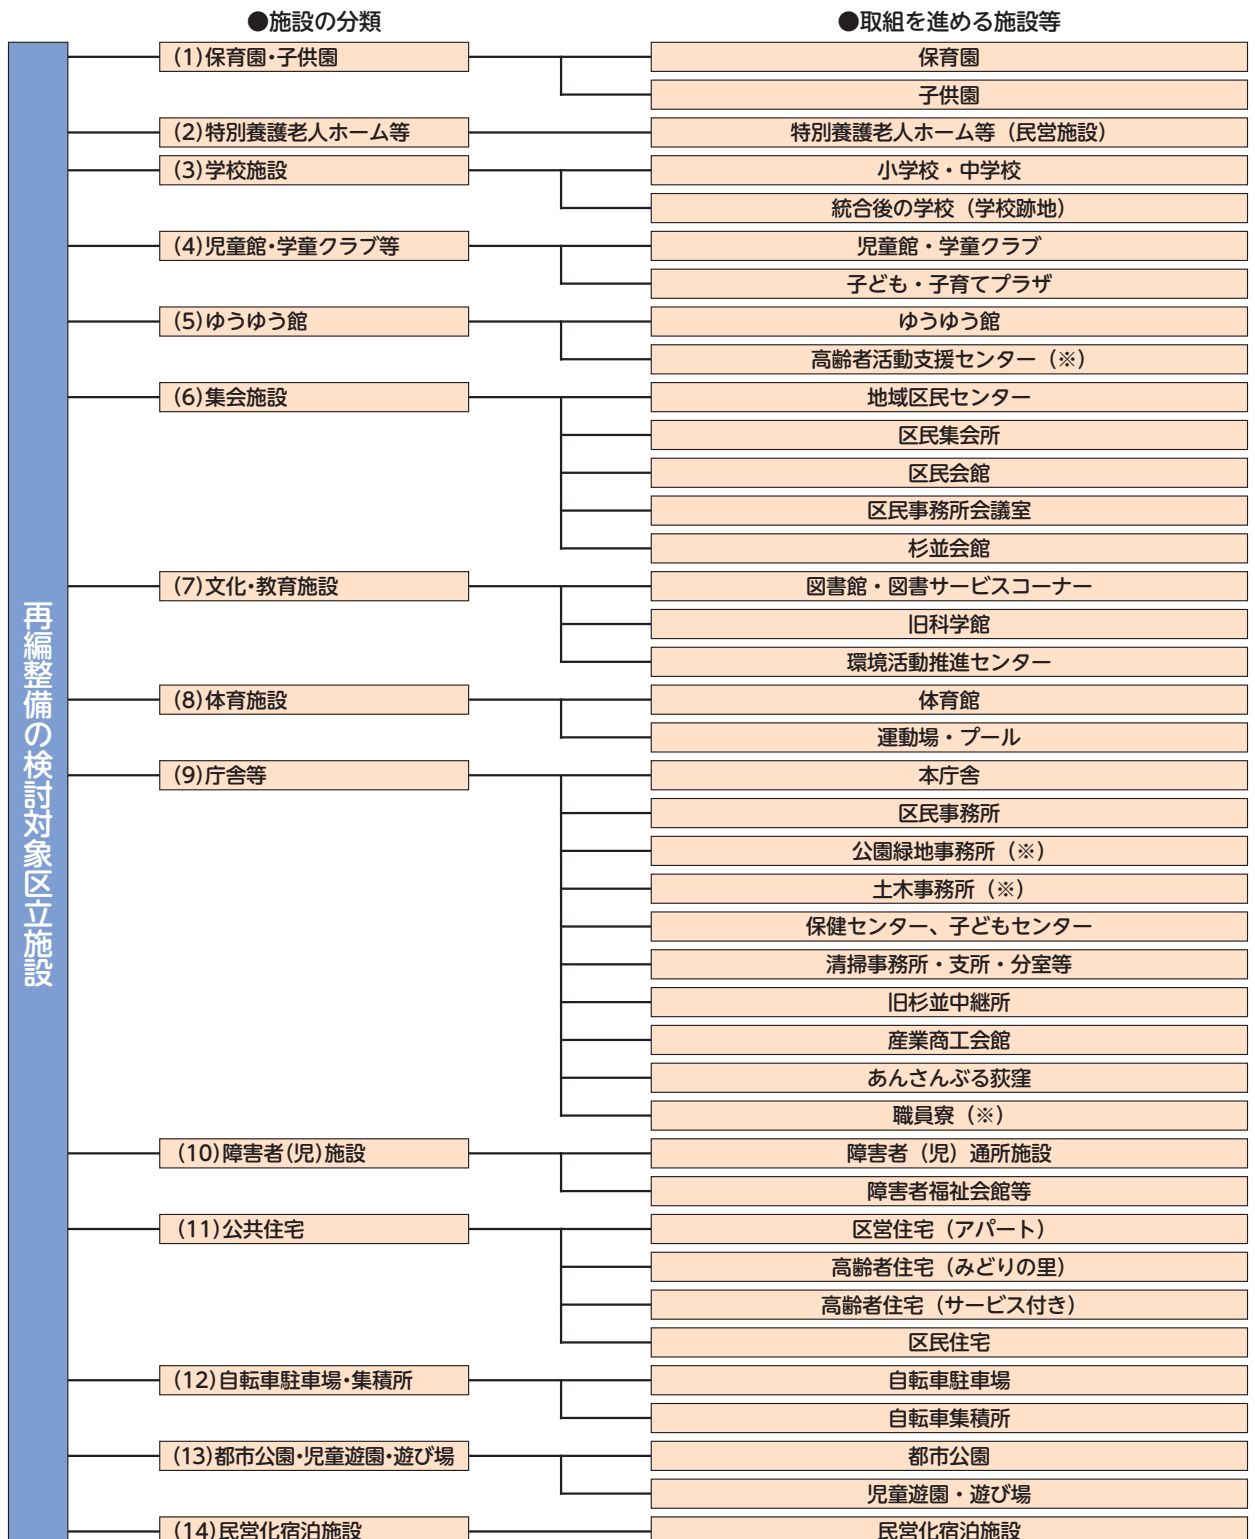 ●施設の分類
●取組を進める施設等
再編整備の検討対象区立施設
(1)保育園・子供園
保育園
子供園
(2)特別養護老人ホーム等
特別養護老人ホーム等（民営施設）
(3)学校施設
小学校・中学校
統合後の学校（学校跡地）
(4)児童館・学童クラブ等
児童館・学童クラブ
子ども・子育てプラザ
(5)ゆうゆう館
ゆうゆう館
高齢者活動支援センター（※）
(6)集会施設
地域区民センター
区民集会所
区民会館
区民事務所会議室
杉並会館
(7)文化・教育施設
図書館・図書サービスコーナー
旧科学館
環境活動推進センター
(8)体育施設
体育館
運動場・プール
(9)庁舎等
本庁舎
区民事務所
公園緑地事務所（※）
土木事務所（※）
保健センター、子どもセンター
清掃事務所・支所・分室等
旧杉並中継所
産業商工会館
あんさんぶる荻窪
職員寮（※）
(10)障害者(児)施設
障害者（児）通所施設
障害者福祉会館等
(11)公共住宅
区営住宅（アパート）
高齢者住宅（みどりの里）
高齢者住宅（サービス付き）
区民住宅
(12)自転車駐車場・集積所
自転車駐車場
自転車集積所
(13)都市公園・児童遊園・遊び場
都市公園
児童遊園・遊び場
(14)民営化宿泊施設
民営化宿泊施設